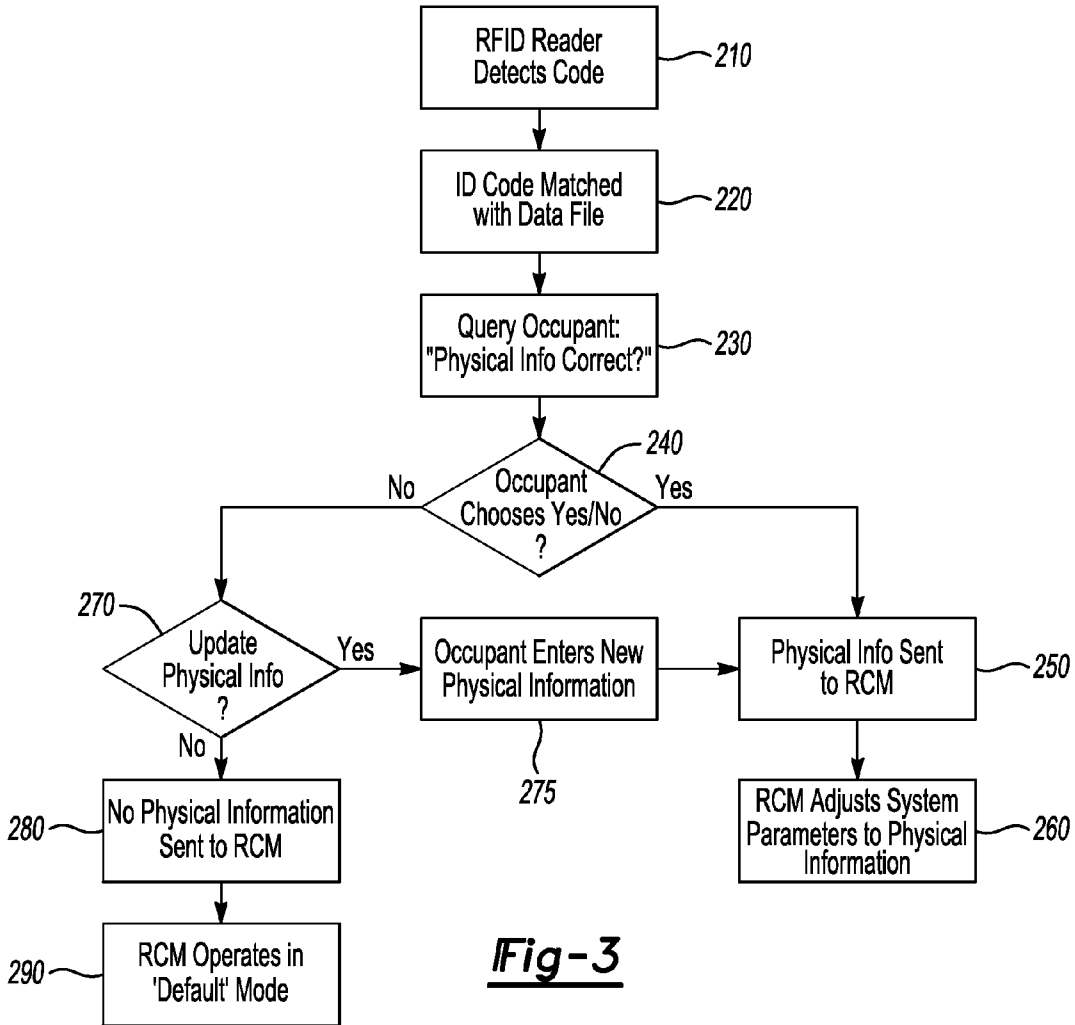 RFID Reader
Detects Code
210
ID Code Matched
with Data File
220
Query Occupant:
"Physical Info Correct?"
230
240
No
Occupant
Chooses Yes/No
?
Yes
270
Update
Physical Info
?
Yes
No
Occupant Enters New
Physical Information
275
Physical Info Sent
to RCM
250
280
No Physical Information
Sent to RCM
RCM Adjusts System
Parameters to Physical
Information
260
290
RCM Operates in
'Default' Mode
Fig-3